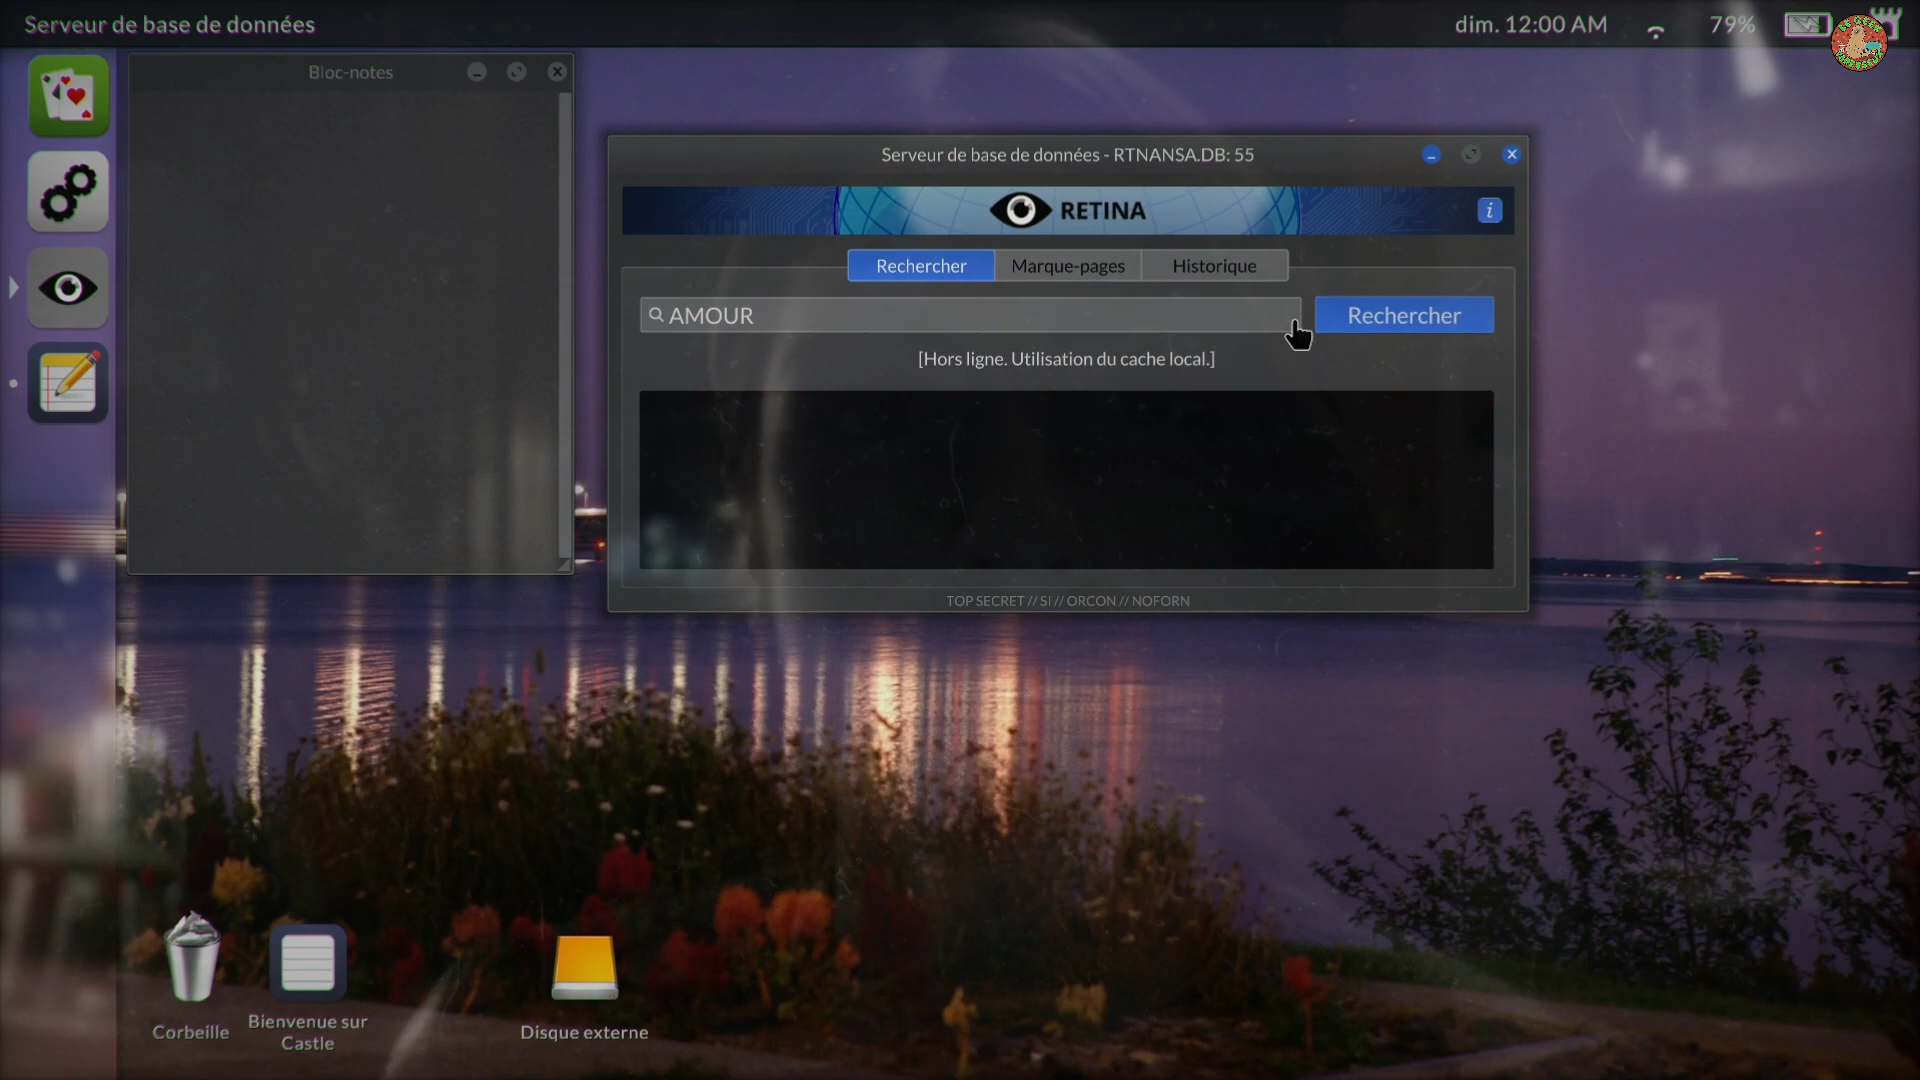 Serveur de base de données
dim. 12:00 AM
79%
Bloc-notes
Serveur de base de données - RTNANSA.DB: 55
RETINA
i
Rechercher
Marque-pages
Historique
AMOUR
Rechercher
[Hors ligne. Utilisation du cache local.]
TOP SECRET // SI // ORCON // NOFORN
Corbeille
Bienvenue sur
Castle
Disque externe